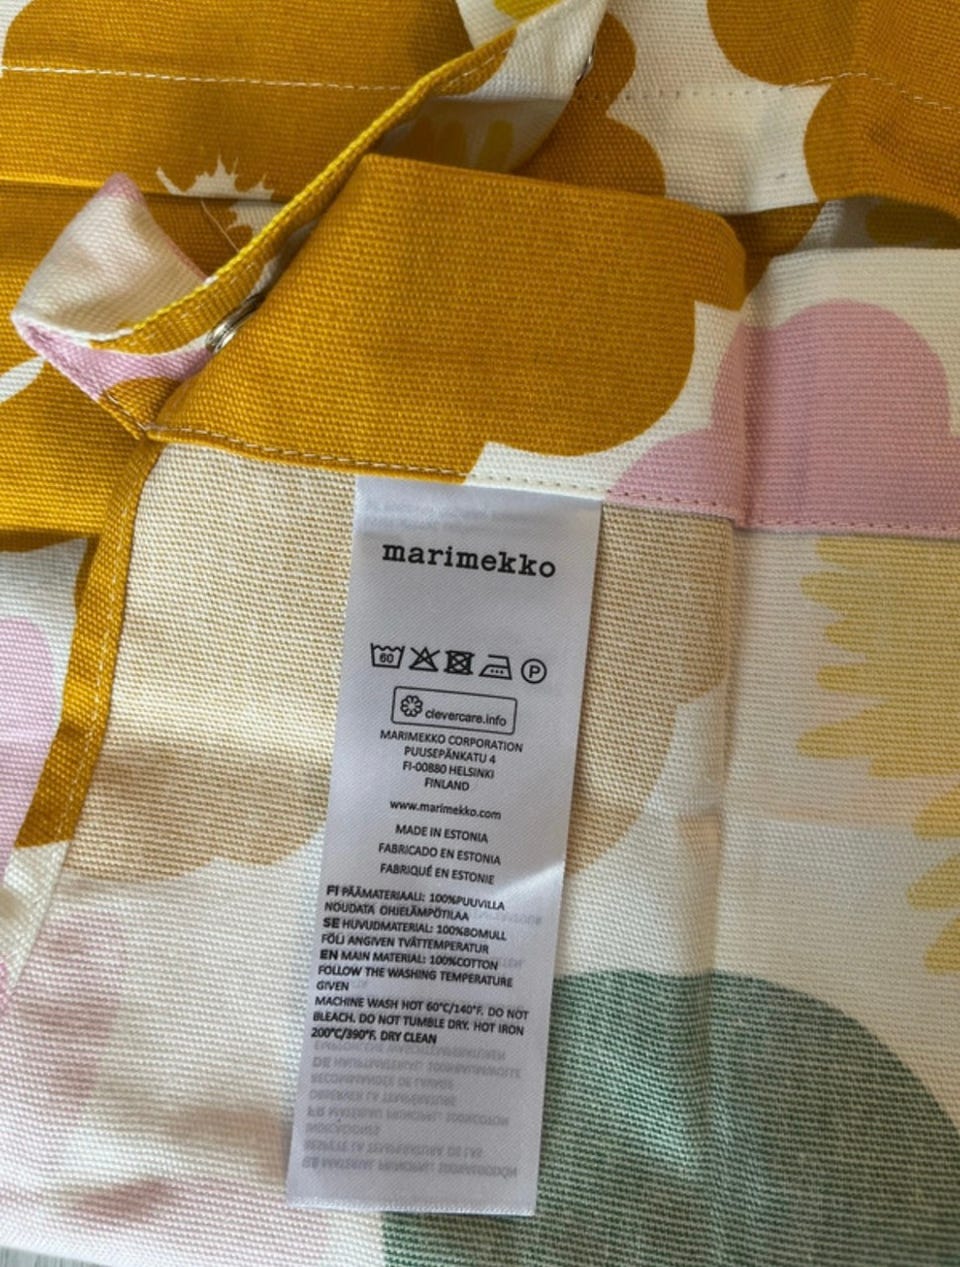 marimekko
60
P
clevercare.info
MARIMEKKO CORPORATION
PUUSEPÄNKATU 4
FI-00880 HELSINKI
FINLAND
www.marimekko.com
MADE IN ESTONIA
FABRICADO EN ESTONIA
FABRIQUÉ EN ESTONIE
FI PÄÄMATERIAALI: 100%PUUVILLA
NOUDATA OHJELÄMPÖTILAA
SE HUVUDMATERIAL: 100%BOMULL
FÖLJ ANGIVEN TVÄTTEMPERATUR
EN MAIN MATERIAL: 100%COTTON
FOLLOW THE WASHING TEMPERATURE
GIVEN
MACHINE WASH HOT 60°C/140°F. DO NOT
BLEACH. DO NOT TUMBLE DRY. HOT IRON
200°C/390°F. DRY CLEAN